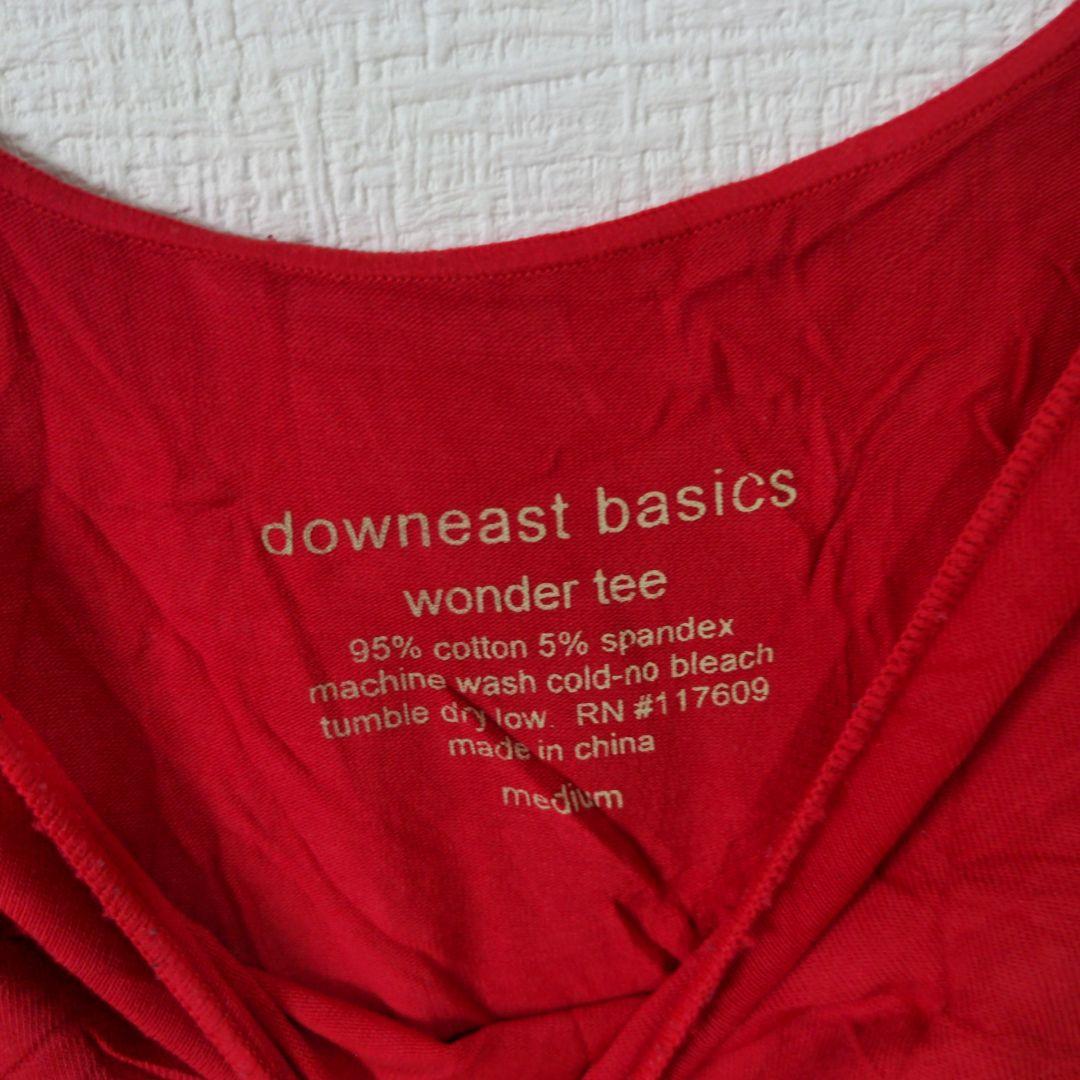 downeast basics
wonder tee
95% cotton 5% spandex
machine wash cold-no bleach
tumble dry low. RN #117609
made in china
medium